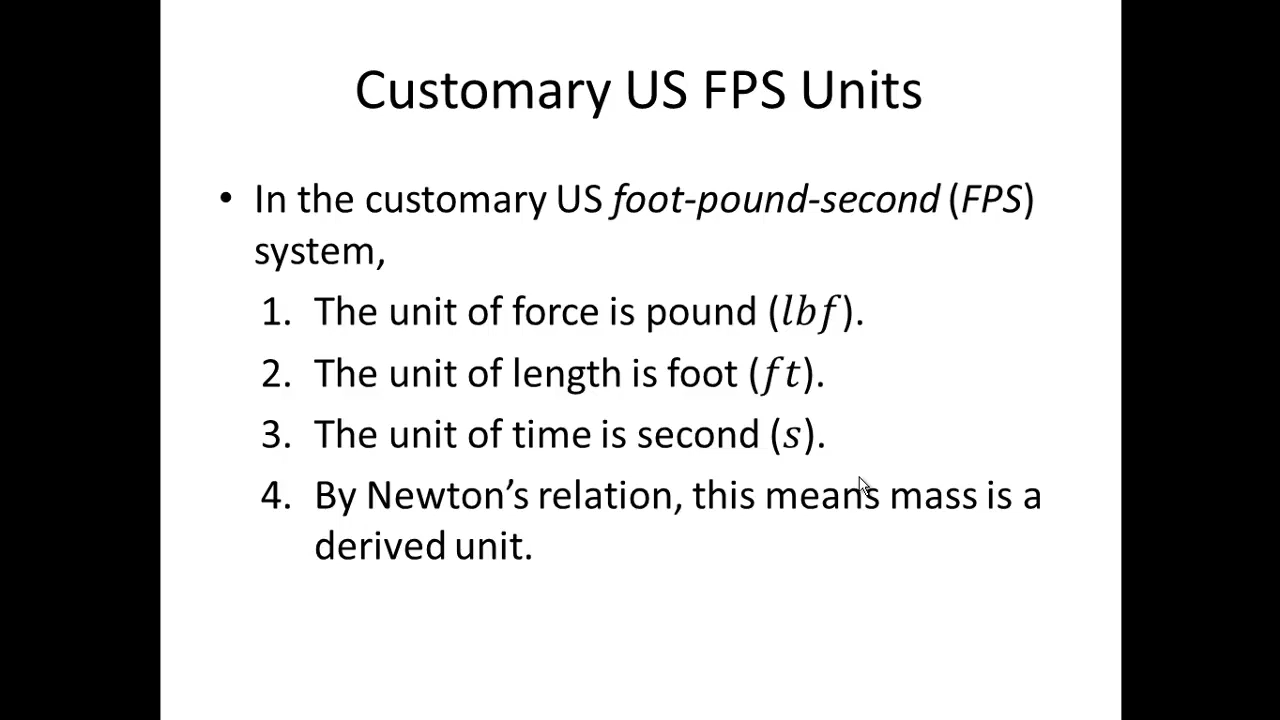 Customary US FPS Units
• In the customary US foot-pound-second (FPS)
system,
1. The unit of force is pound (lbf).
2. The unit of length is foot (ft).
3. The unit of time is second (s).
4. By Newton’s relation, this means mass is a
derived unit.